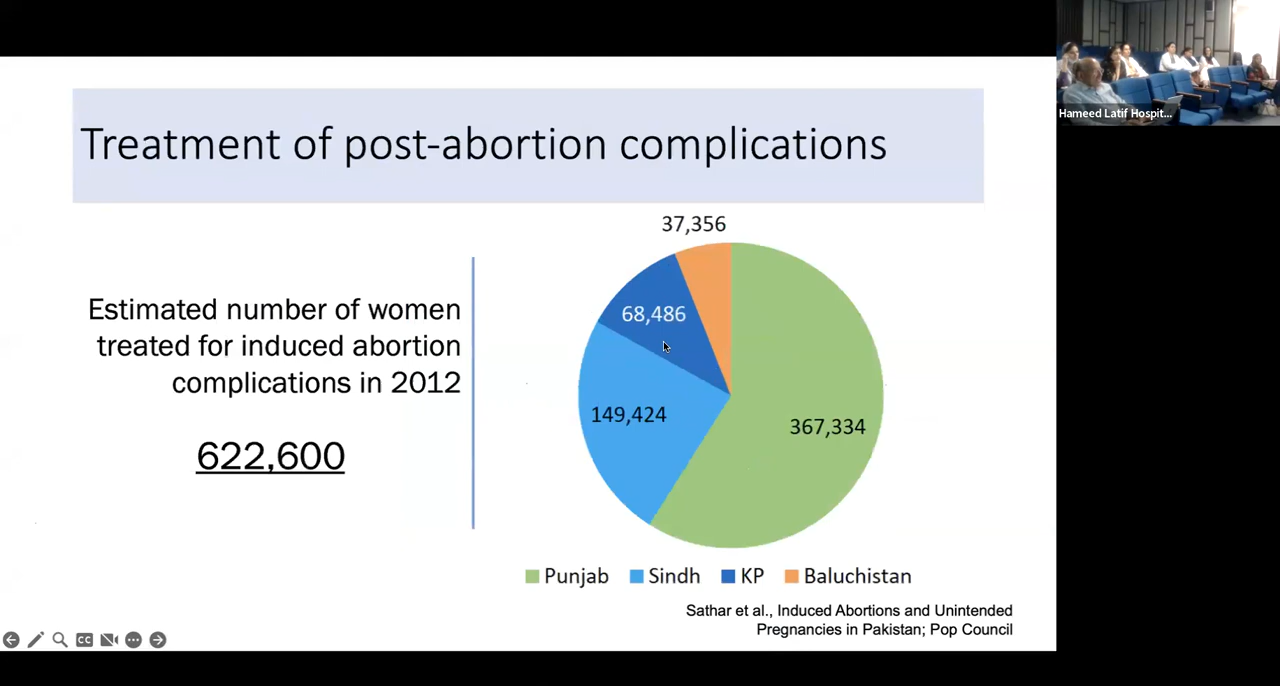 Hameed Latif Hospit...
Treatment of post-abortion complications
Estimated number of women
treated for induced abortion
complications in 2012
622,600
37,356
68,486
149,424
367,334
Punjab Sindh KP Baluchistan
Sathar et al., Induced Abortions and Unintended
Pregnancies in Pakistan; Pop Council
CC